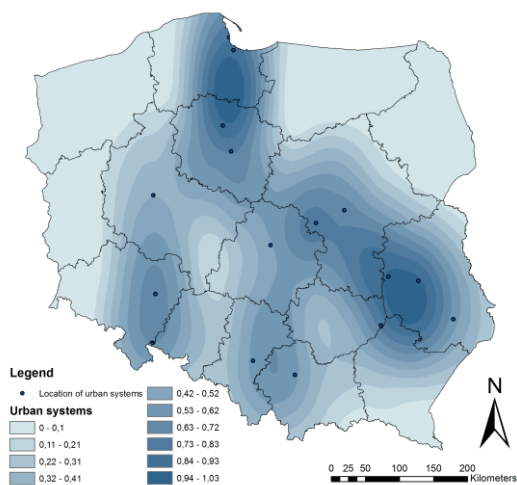 N
Legend
Location of urban systems
Urban systems
0 - 0,1
0,11 - 0,21
0,22 - 0,31
0,32 - 0,41
0,42 - 0,52
0,53 - 0,62
0,63 - 0,72
0,73 - 0,83
0,84 - 0,93
0,94 - 1,03
0 25 50 100 150 200
Kilometers